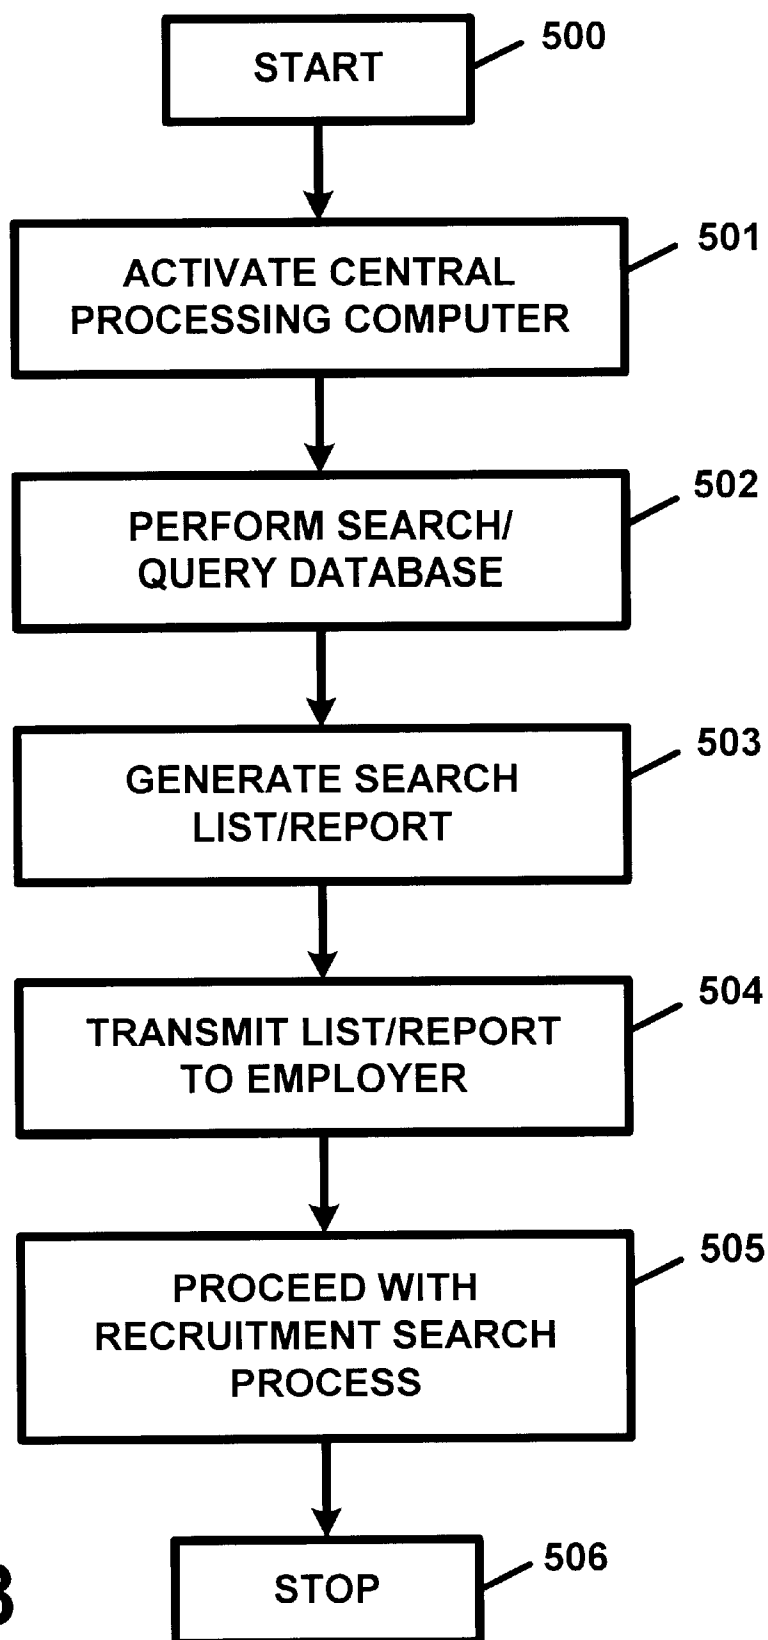 START
500
ACTIVATE CENTRAL
PROCESSING COMPUTER
501
PERFORM SEARCH/
QUERY DATABASE
502
GENERATE SEARCH
LIST/REPORT
503
TRANSMIT LIST/REPORT
TO EMPLOYER
504
PROCEED WITH
RECRUITMENT SEARCH
PROCESS
505
STOP
506